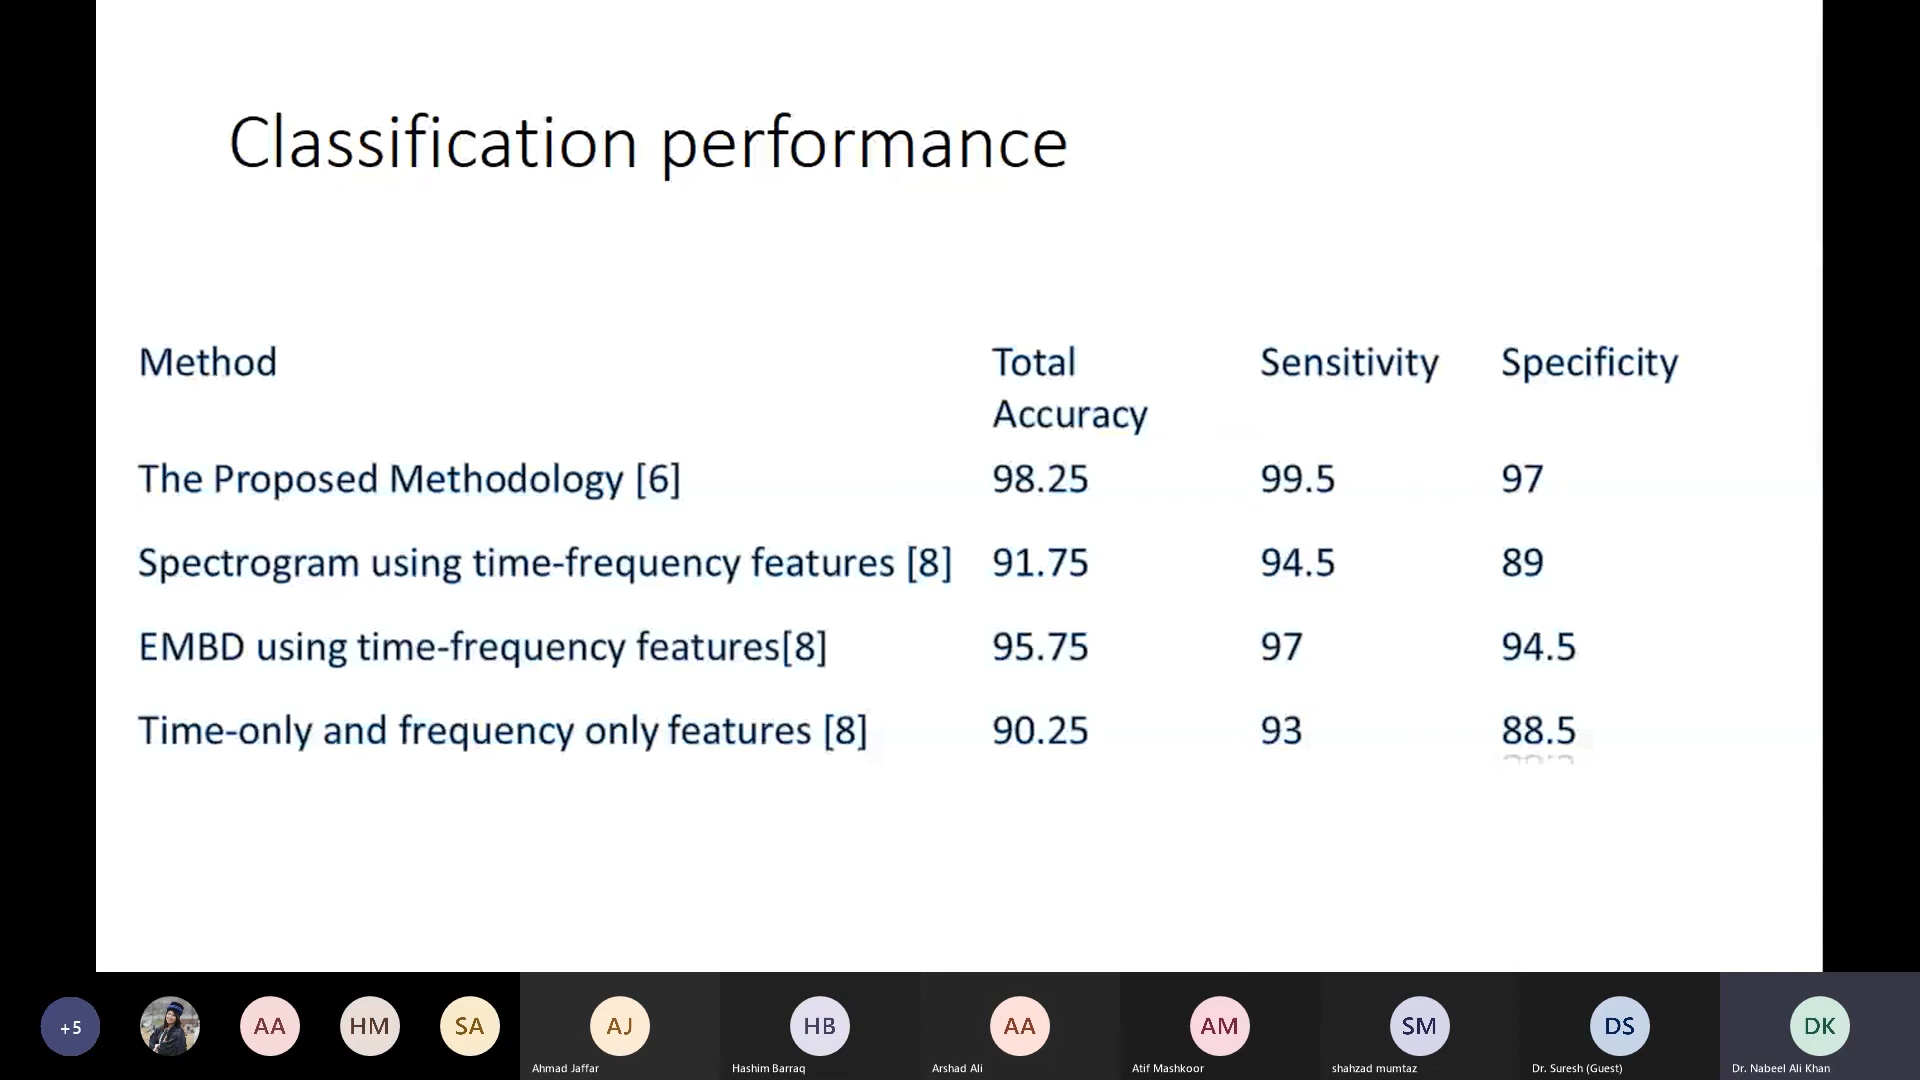 Classification performance
Method Total Accuracy Sensitivity Specificity
The Proposed Methodology [6] 98.25 99.5 97
Spectrogram using time-frequency features [8] 91.75 94.5 89
EMBD using time-frequency features[8] 95.75 97 94.5
Time-only and frequency only features [8] 90.25 93 88.5
+5 AA HM SA AJ HB AA AM SM DS DK
Ahmad Jaffar Hashim Barraq Arshad Ali Atif Mashkoor shahzad mumtaz Dr. Suresh (Guest) Dr. Nabeel Ali Khan